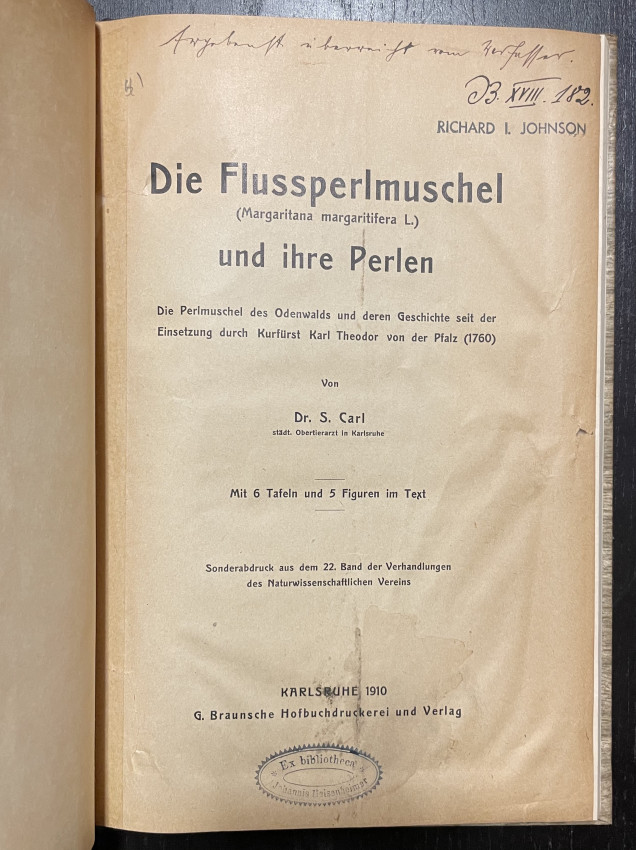 Ergebenst überreicht vom Verfasser.
B. XVIII. 182.
RICHARD I. JOHNSON
Die Flussperlmuschel
(Margaritana margaritifera L.)
und ihre Perlen
Die Perlmuschel des Odenwalds und deren Geschichte seit der
Einsetzung durch Kurfürst Karl Theodor von der Pfalz (1760)
Von
Dr. S. Carl
städt. Obertierarzt in Karlsruhe
Mit 6 Tafeln und 5 Figuren im Text
Sonderabdruck aus dem 22. Band der Verhandlungen
des Naturwissenschaftlichen Vereins
KARLSRUHE 1910
G. Braunsche Hofbuchdruckerei und Verlag
Ex bibliotheca
Johannis Meisenheimer